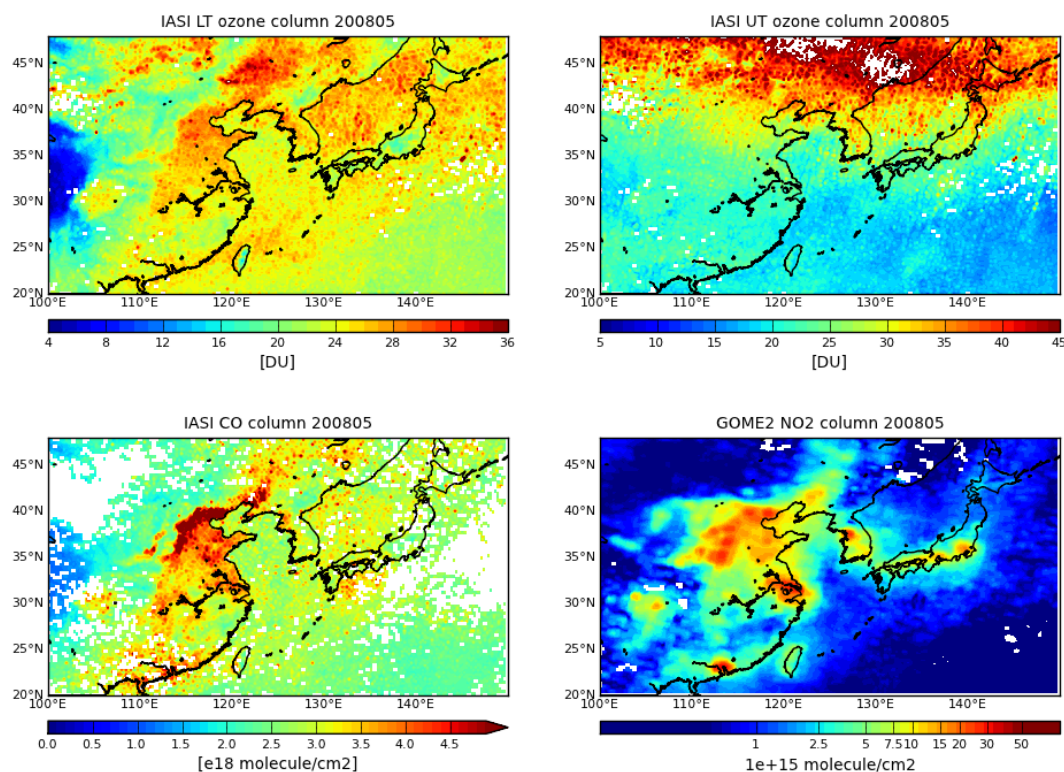 IASI LT ozone column 200805
45°N
40°N
35°N
30°N
25°N
20°N
100°E 110°E 120°E 130°E 140°E
4 8 12 16 20 24 28 32 36
[DU]
IASI UT ozone column 200805
45°N
40°N
35°N
30°N
25°N
20°N
100°E 110°E 120°E 130°E 140°E
5 10 15 20 25 30 35 40 45
[DU]
IASI CO column 200805
45°N
40°N
35°N
30°N
25°N
20°N
100°E 110°E 120°E 130°E 140°E
0.0 0.5 1.0 1.5 2.0 2.5 3.0 3.5 4.0 4.5
[e18 molecule/cm2]
GOME2 NO2 column 200805
45°N
40°N
35°N
30°N
25°N
20°N
100°E 110°E 120°E 130°E 140°E
1 2.5 5 7.5 10 15 20 30 50
1e+15 molecule/cm2